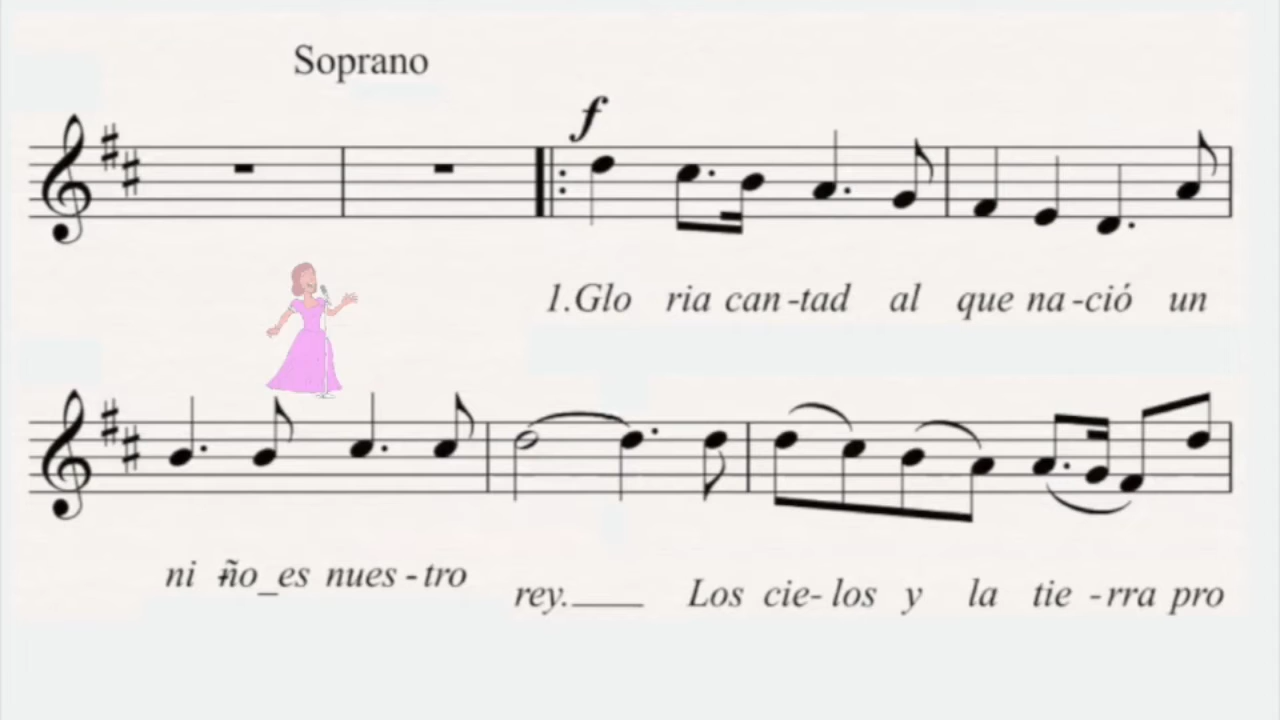 Soprano
f
1.Glo ria can-tad al que na-ció un
ni ño_es nues-tro
rey.____ Los cie-los y la tie-rra pro